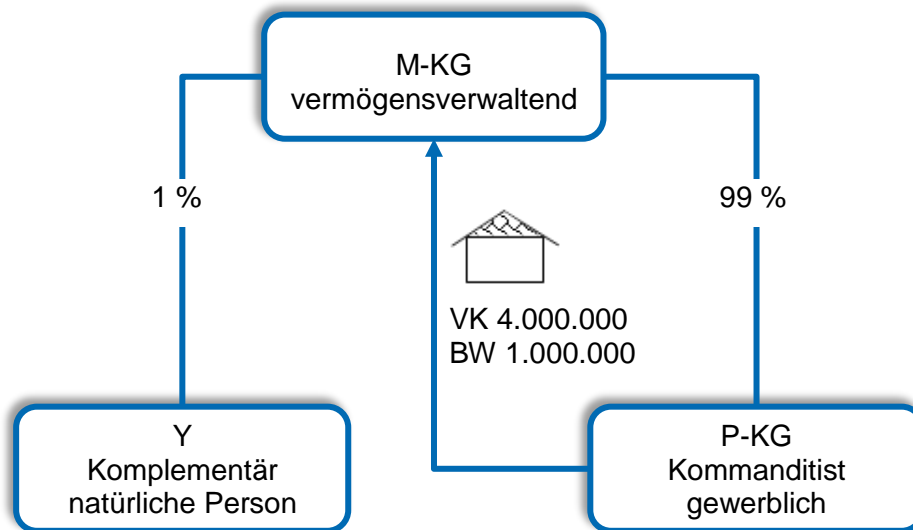 M-KG
vermögensverwaltend
1 %
99 %
VK 4.000.000
BW 1.000.000
Y
Komplementär
natürliche Person
P-KG
Kommanditist
gewerblich